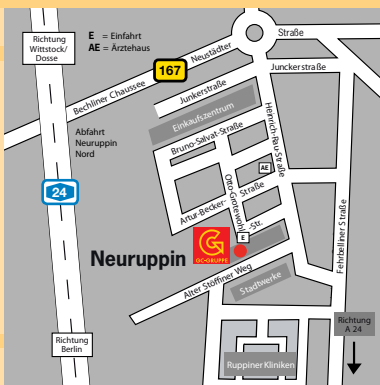 Richtung
Wittstock/
Dosse
E = Einfahrt
AE = Ärztehaus
167
Bechliner Chaussee
Neustädter
Straße
Junckerstraße
Junkerstraße
Einkaufszentrum
Bruno-Salvat-Straße
Heinrich-Rau-Straße
Abfahrt
Neuruppin
Nord
24
AE
Otto-Grotewohl-Str.
Artur-Becker-Straße
E
Neuruppin
G
GC-GRUPPE
Alter Stöffiner Weg
Stadtwerke
Fehrbelliner Straße
Richtung
A 24
Richtung
Berlin
Ruppiner Kliniken